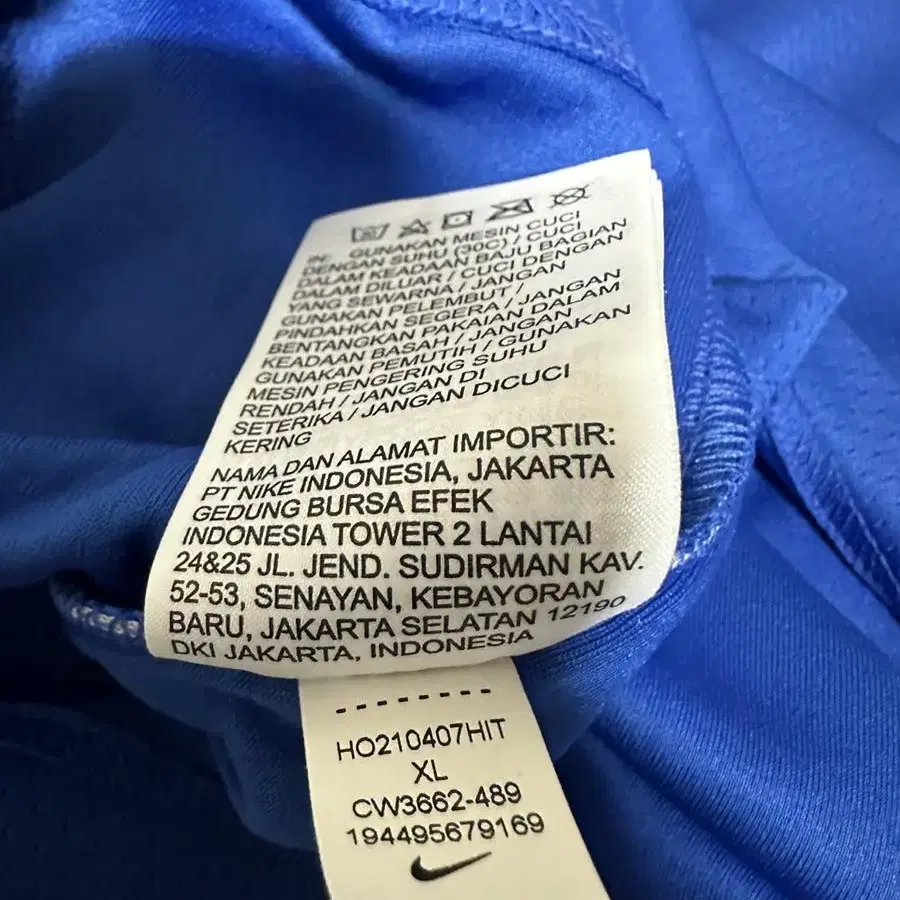 IN: GUNAKAN MESIN CUCI
DENGAN SUHU (30C) / CUCI
DALAM KEADAAN BAJU BAGIAN
DALAM DILUAR / CUCI DENGAN
YANG SEWARNA / JANGAN
GUNAKAN PELEMBUT /
PINDAHKAN SEGERA / JANGAN
BENTANGKAN PAKAIAN DALAM
KEADAAN BASAH / JANGAN
GUNAKAN PEMUTIH / GUNAKAN
MESIN PENGERING SUHU
RENDAH / JANGAN DI
SETERIKA / JANGAN DICUCI
KERING
NAMA DAN ALAMAT IMPORTIR:
PT NIKE INDONESIA, JAKARTA
GEDUNG BURSA EFEK
INDONESIA TOWER 2 LANTAI
24&25 JL. JEND. SUDIRMAN KAV.
52-53, SENAYAN, KEBAYORAN
BARU, JAKARTA SELATAN 12190
DKI JAKARTA, INDONESIA
HO210407HIT
XL
CW3662-489
194495679169